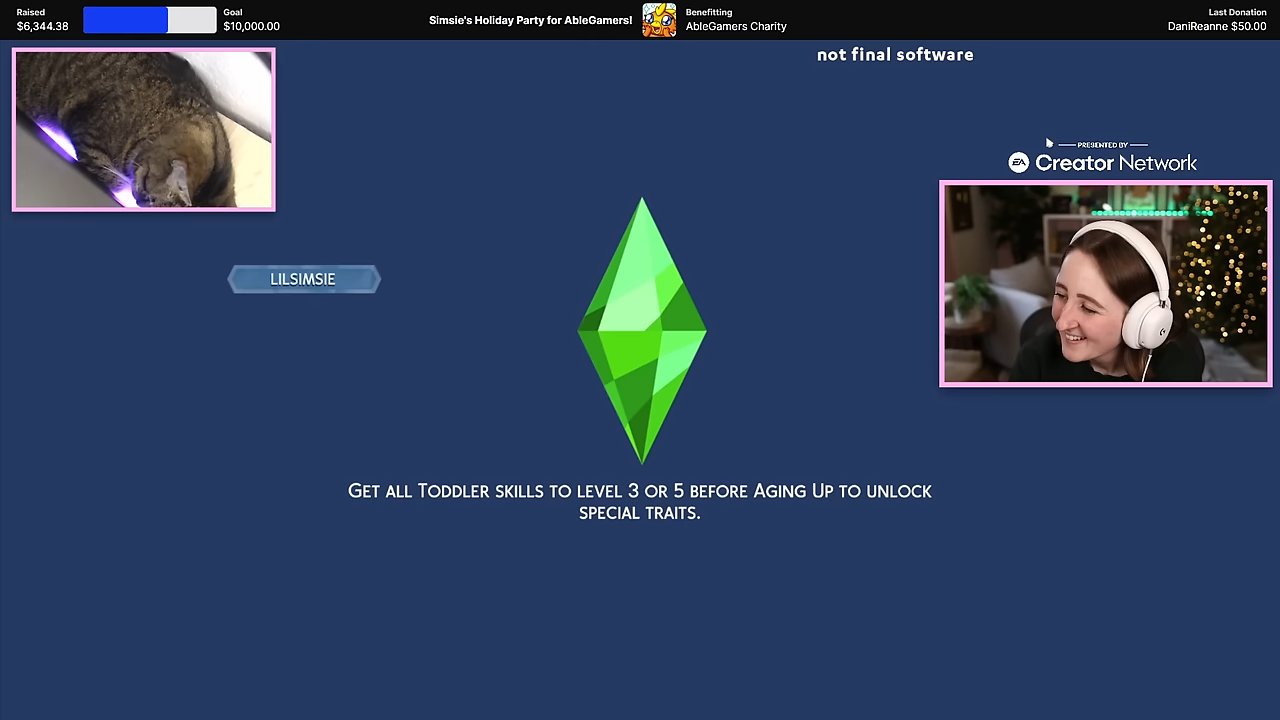 Raised
$6,344.38
Goal
$10,000.00
Simsie's Holiday Party for AbleGamers!
Benefitting
AbleGamers Charity
Last Donation
DaniReanne $50.00
not final software
PRESENTED BY
EA Creator Network
LILSIMSIE
GET ALL TODDLER SKILLS TO LEVEL 3 OR 5 BEFORE AGING UP TO UNLOCK
SPECIAL TRAITS.